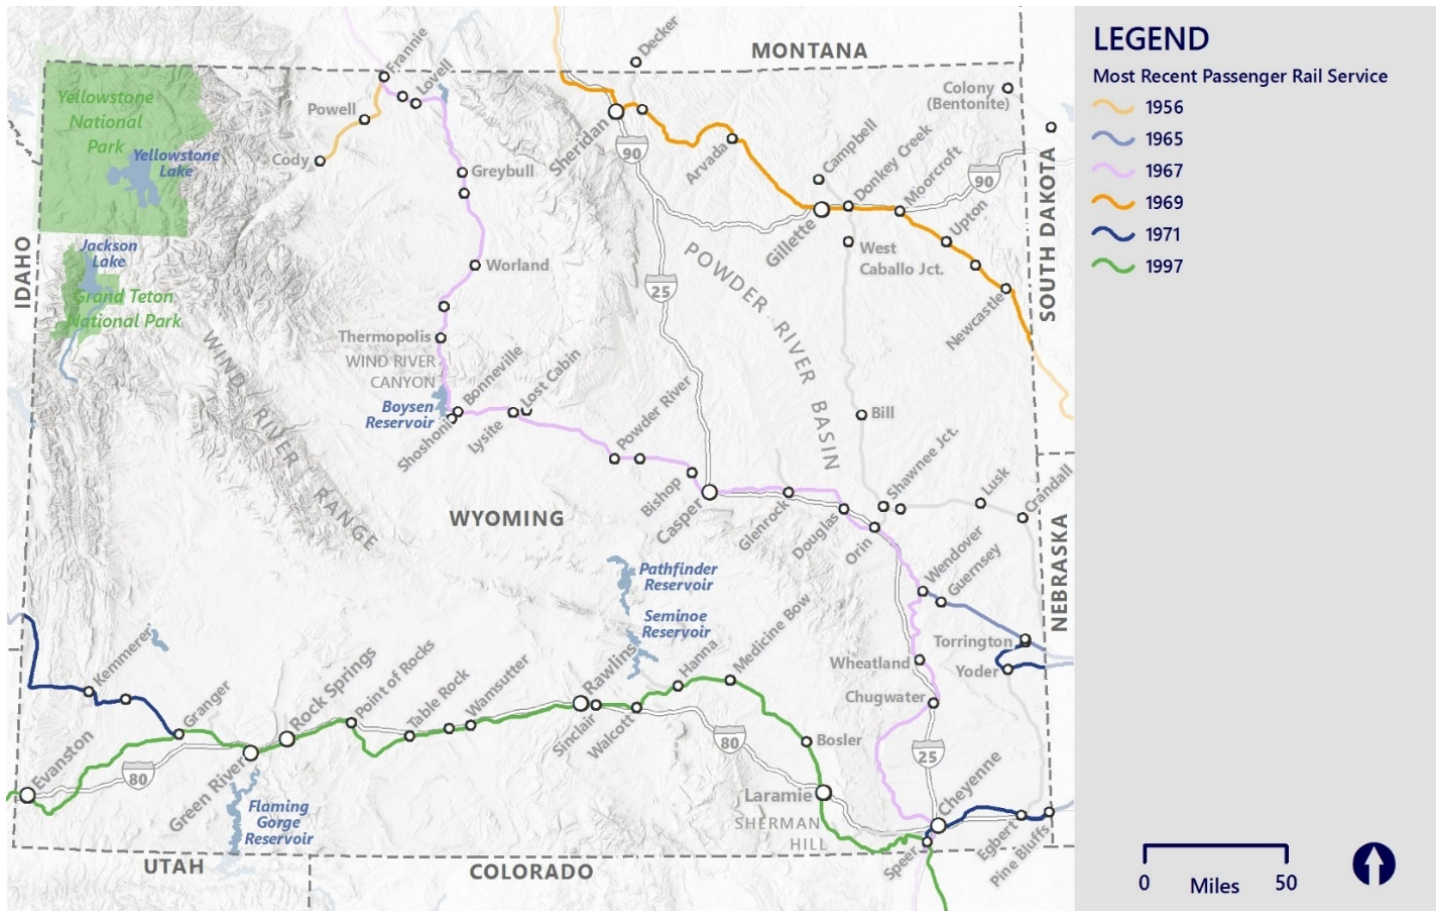 MONTANA
Decker
Frannie
Lovell
Powell
Cody
Yellowstone
National
Park
Yellowstone
Lake
Greybull
Sheridan
90
Arvada
Campbell
Donkey Creek
Moorcroft
Colony
(Bentonite)
90
Gillette
Upton
West
Caballo Jct.
Newcastle
SOUTH DAKOTA
IDAHO
Jackson
Lake
Grand Teton
National Park
Worland
25
POWDER RIVER BASIN
Thermopolis
WIND RIVER
CANYON
Boysen
Reservoir
Bonneville
Shoshoni
Lost Cabin
Lysite
Powder River
Bill
WIND RIVER RANGE
WYOMING
Bishop
Casper
Glenrock
Douglas
Orin
Shawnee Jct.
Lusk
Crandall
Wendover
Guernsey
NEBRASKA
Pathfinder
Reservoir
Seminoe
Reservoir
Torrington
Yoder
Wheatland
Chugwater
25
Kemmerer
Granger
Evanston
80
Green River
Rock Springs
Point of Rocks
Table Rock
Wamsutter
Rawlins
Sinclair
Walcott
Hanna
Medicine Bow
80
Bosler
Laramie
SHERMAN
HILL
Cheyenne
Speer
Egbert
Pine Bluffs
Flaming
Gorge
Reservoir
UTAH
COLORADO
LEGEND
Most Recent Passenger Rail Service
1956
1965
1967
1969
1971
1997
0 Miles 50